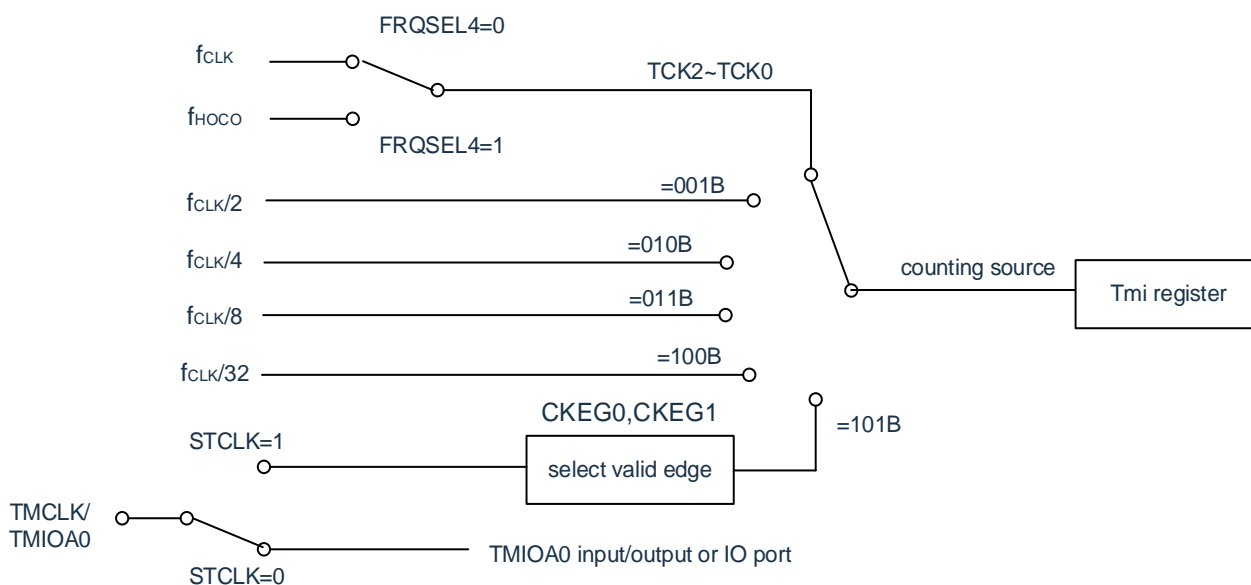 FRQSEL4=0
fCLK
TCK2~TCK0
fHOCO
FRQSEL4=1
=001B
fCLK/2
=010B
fCLK/4
counting source
Tmi register
=011B
fCLK/8
=100B
fCLK/32
CKEG0,CKEG1
=101B
STCLK=1
select valid edge
TMCLK/
TMIOA0
TMIOA0 input/output or IO port
STCLK=0